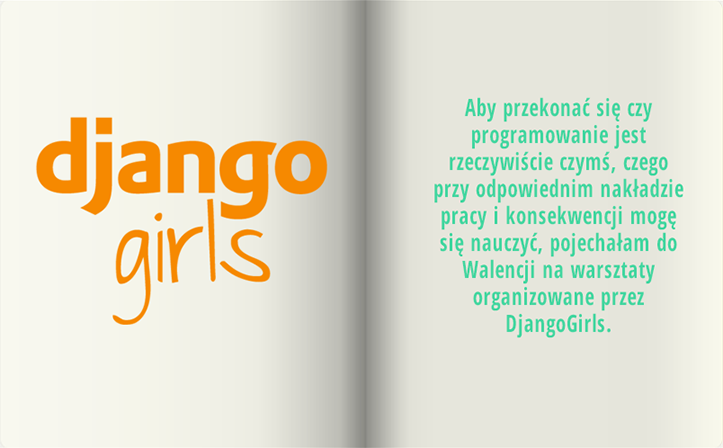 django
girls
Aby przekonać się czy
programowanie jest
rzeczywiście czymś, czego
przy odpowiednim nakładzie
pracy i konsekwencji mogę
się nauczyć, pojechałam do
Walencji na warsztaty
organizowane przez
DjangoGirls.